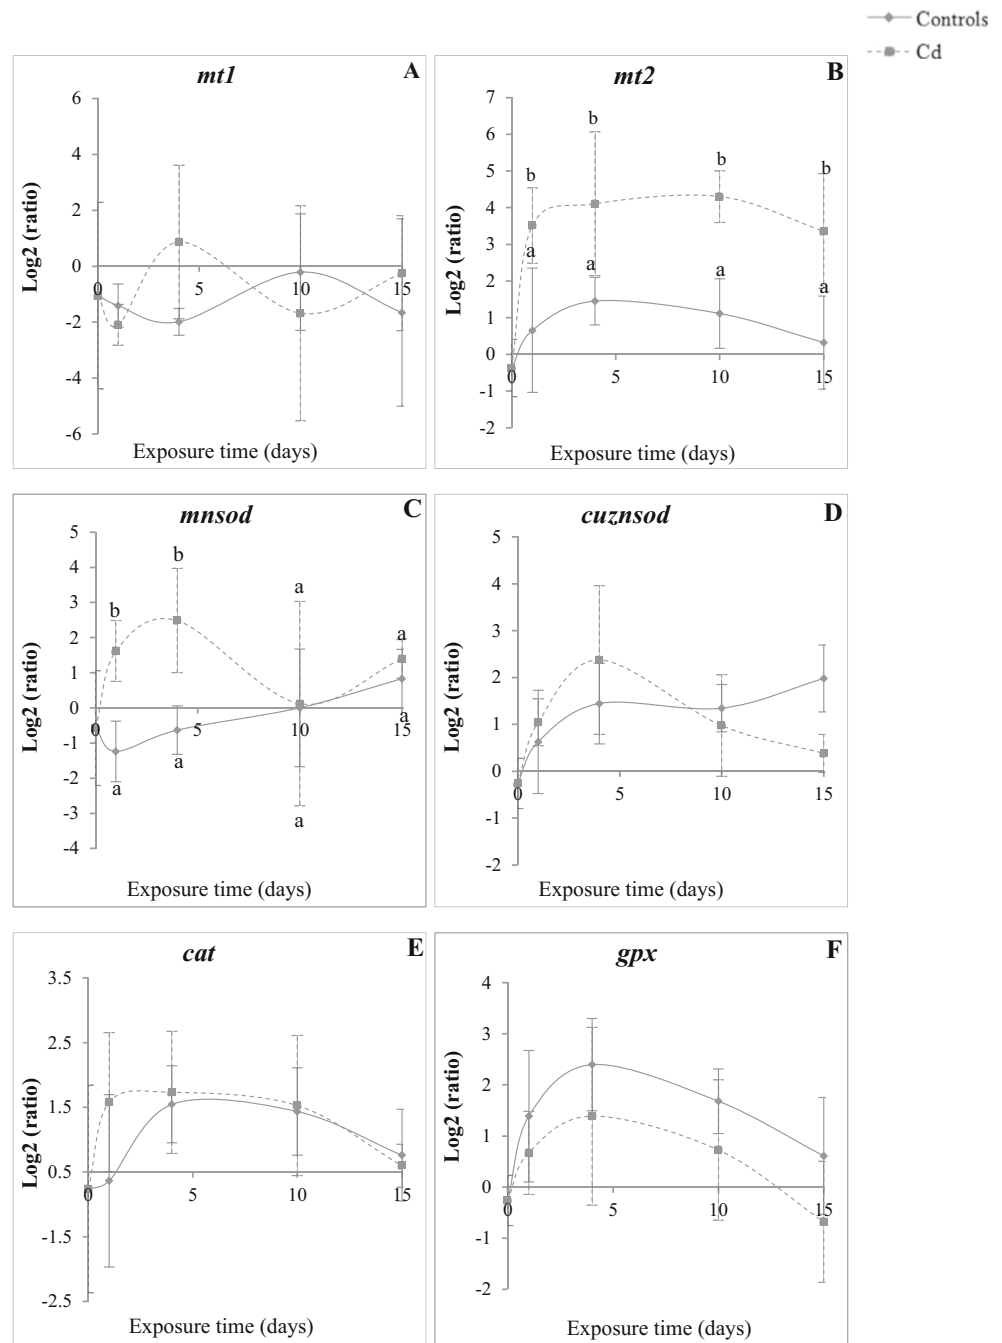 Controls
Cd
mt1 A
6
4
2
0
-2
-4
-6
0 5 10 15
Log2 (ratio)
Exposure time (days)
mt2 B
7
6
5
4
3
2
1
0
-1
-2
0 5 10 15
b b b b
a a a a
Log2 (ratio)
Exposure time (days)
mnsod C
5
4
3
2
1
0
-1
-2
-3
-4
0 5 10 15
b b a a
a a a a
Log2 (ratio)
Exposure time (days)
cuznsod D
5
4
3
2
1
0
-1
-2
0 5 10 15
Log2 (ratio)
Exposure time (days)
cat E
3.5
2.5
1.5
0.5
-1.5
-2.5
0 5 10 15
Log2 (ratio)
Exposure time (days)
gpx F
4
3
2
1
0
-1
-2
0 5 10 15
Log2 (ratio)
Exposure time (days)